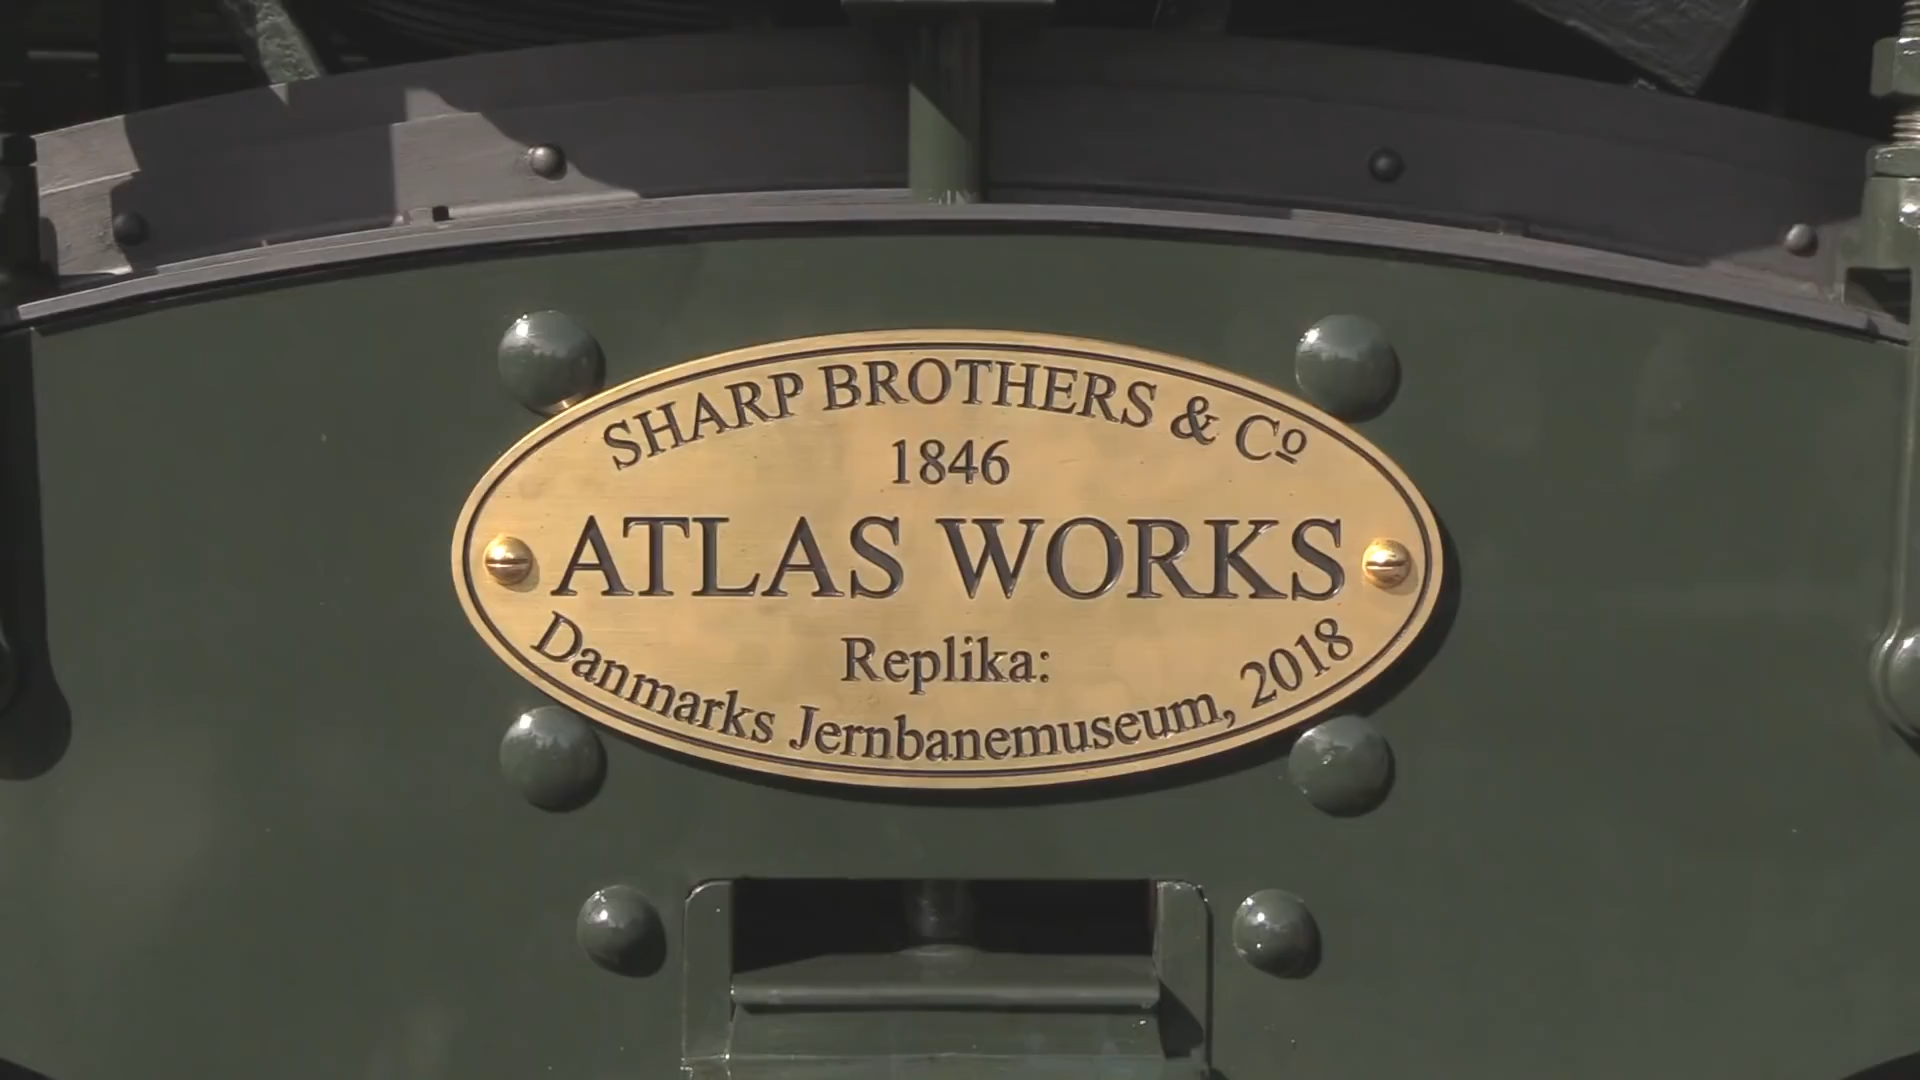 SHARP BROTHERS & Cº
1846
ATLAS WORKS
Replika:
Danmarks Jernbanemuseum, 2018